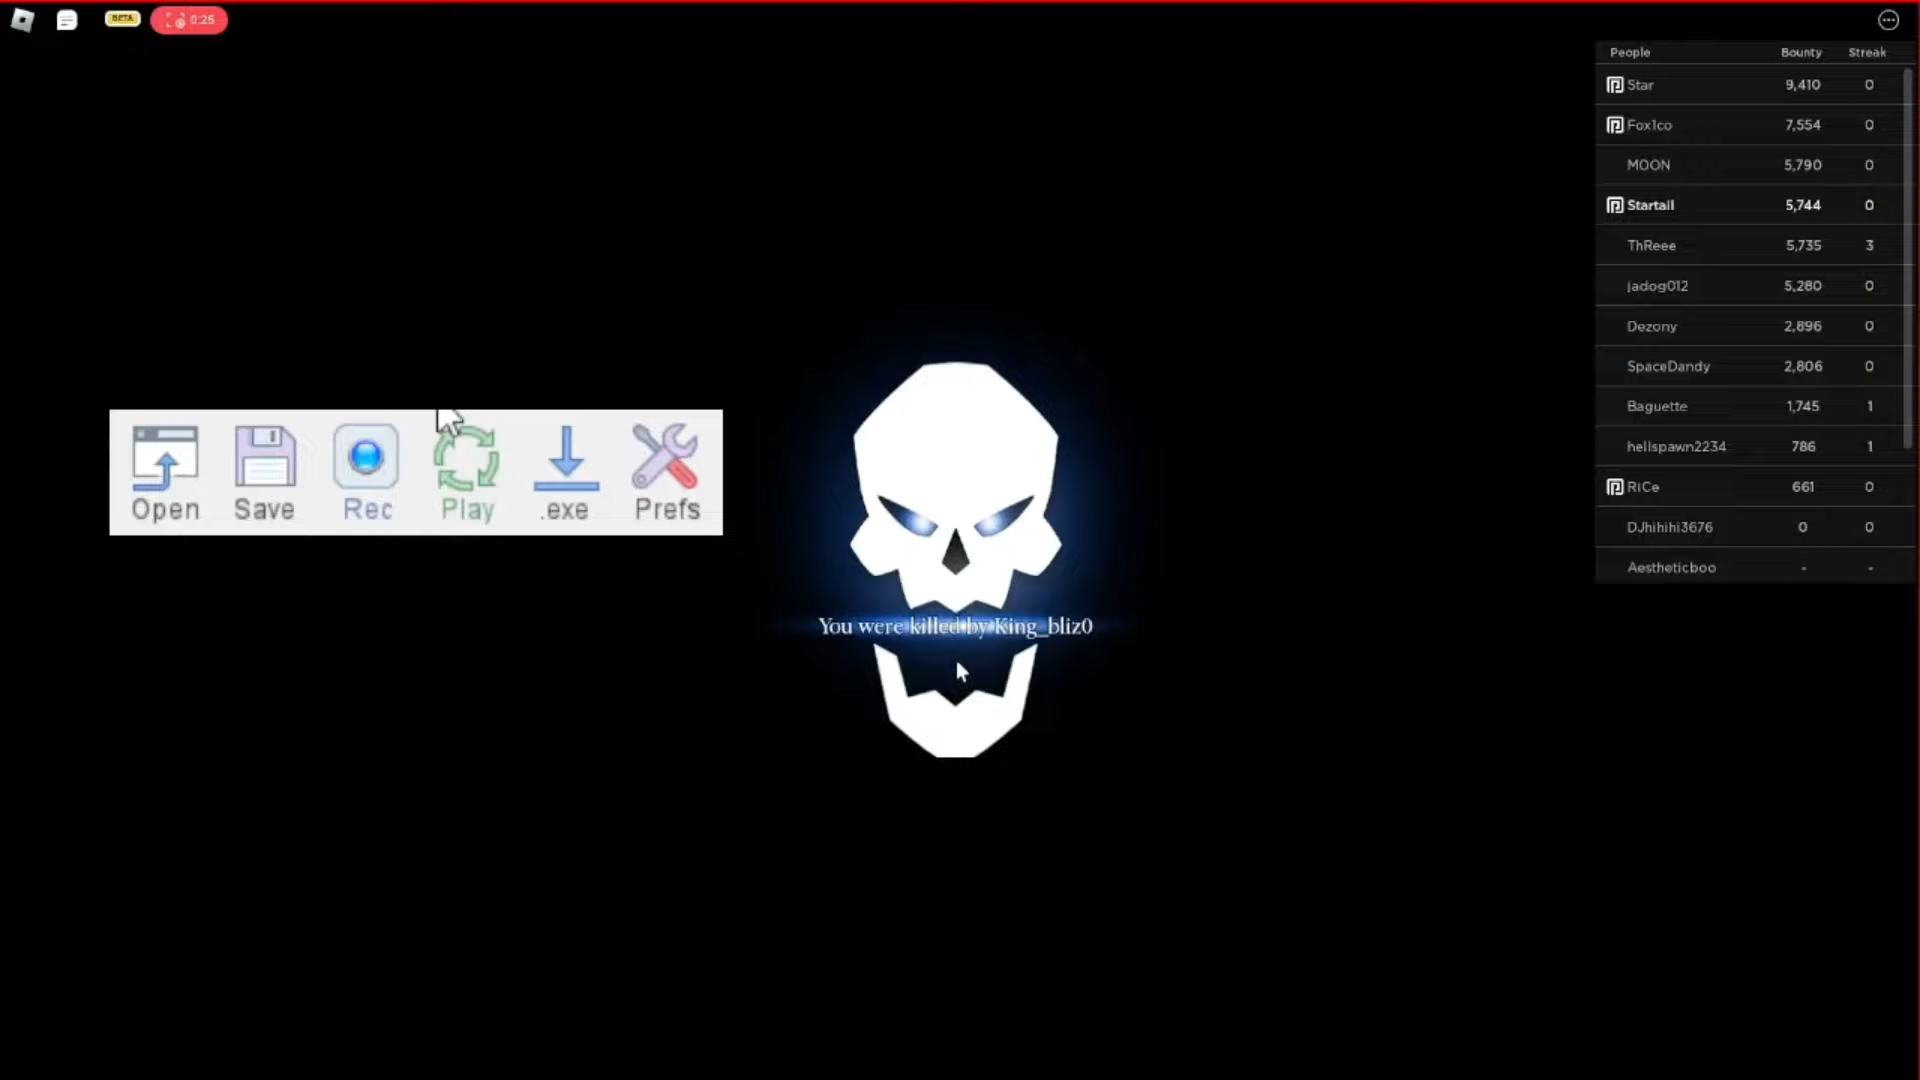 BETA 0:25
People Bounty Streak
Star 9,410 0
Fox1co 7,554 0
MOON 5,790 0
Startail 5,744 0
ThReee 5,735 3
jadog012 5,280 0
Dezony 2,896 0
SpaceDandy 2,806 0
Baguette 1,745 1
hellspawn2234 786 1
RiCe 661 0
DJhihihi3676 0 0
Aestheticboo - -
Open Save Rec Play .exe Prefs
You were killed by King_bliz0